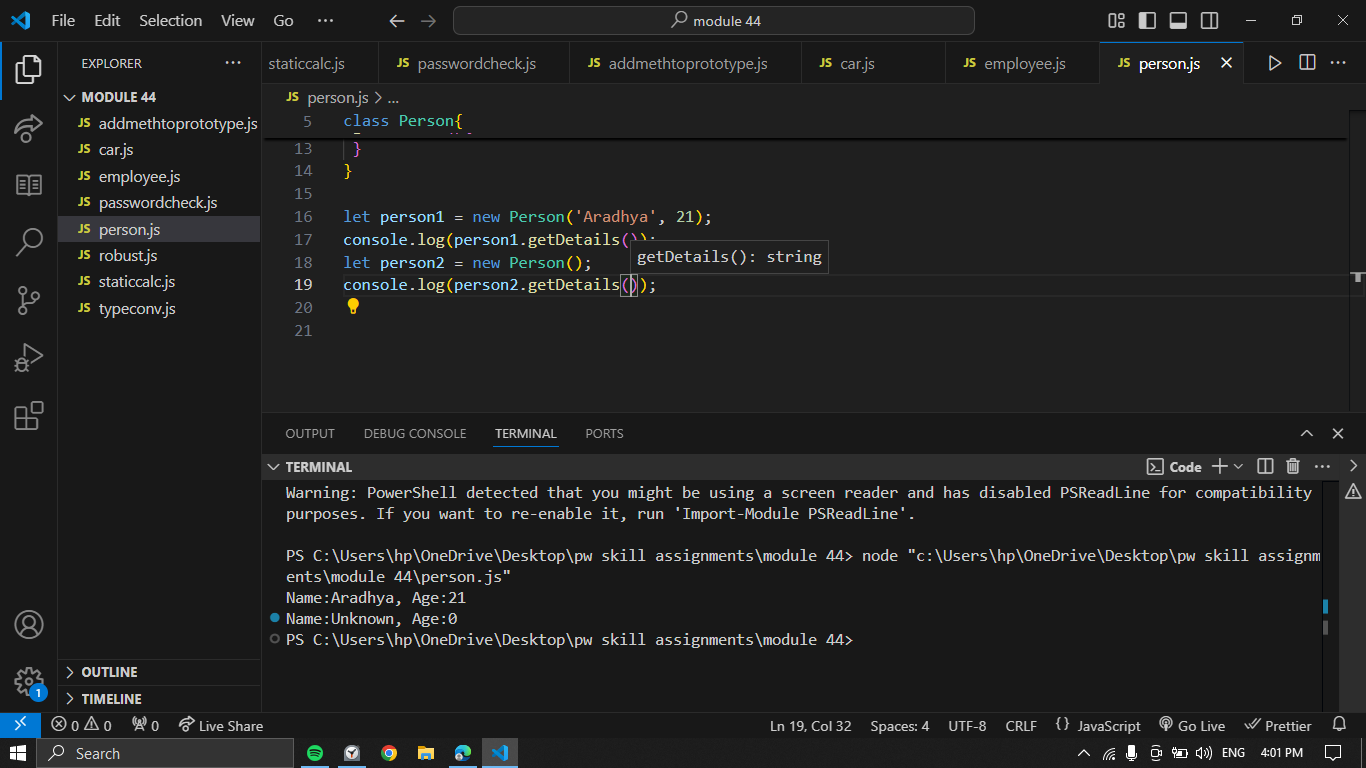 File Edit Selection View Go ··· module 44
EXPLORER ···
MODULE 44
JS addmethtoprototype.js
JS car.js
JS employee.js
JS passwordcheck.js
JS person.js
JS robust.js
JS staticcalc.js
JS typeconv.js
OUTLINE
TIMELINE
staticcalc.js JS passwordcheck.js JS addmethtoprototype.js JS car.js JS employee.js JS person.js
JS person.js > ...
5 class Person{
13 }
14 }
15
16 let person1 = new Person('Aradhya', 21);
17 console.log(person1.getDetails());
getDetails(): string
18 let person2 = new Person();
19 console.log(person2.getDetails());
20
21
OUTPUT DEBUG CONSOLE TERMINAL PORTS
TERMINAL Code
Warning: PowerShell detected that you might be using a screen reader and has disabled PSReadLine for compatibility
purposes. If you want to re-enable it, run 'Import-Module PSReadLine'.
PS C:\Users\hp\OneDrive\Desktop\pw skill assignments\module 44> node "c:\Users\hp\OneDrive\Desktop\pw skill assignm
ents\module 44\person.js"
Name:Aradhya, Age:21
Name:Unknown, Age:0
PS C:\Users\hp\OneDrive\Desktop\pw skill assignments\module 44>
1
0 0 0 Live Share Ln 19, Col 32 Spaces: 4 UTF-8 CRLF {} JavaScript Go Live Prettier
Search ENG 4:01 PM